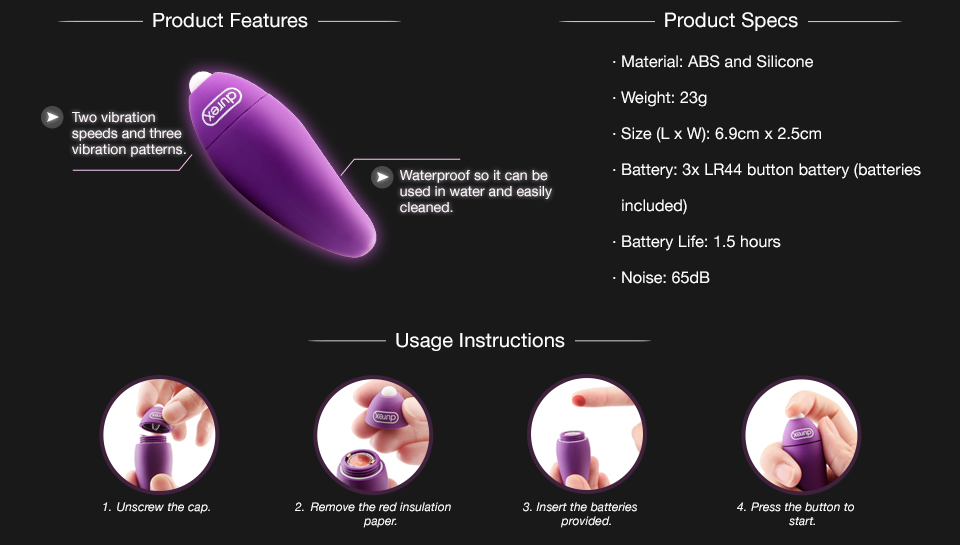 Product Features
durex
Two vibration
speeds and three
vibration patterns.
Waterproof so it can be
used in water and easily
cleaned.
Product Specs
· Material: ABS and Silicone
· Weight: 23g
· Size (L x W): 6.9cm x 2.5cm
· Battery: 3x LR44 button battery (batteries
included)
· Battery Life: 1.5 hours
· Noise: 65dB
Usage Instructions
durex
durex
durex
1. Unscrew the cap.
2. Remove the red insulation
paper.
3. Insert the batteries
provided.
4. Press the button to
start.